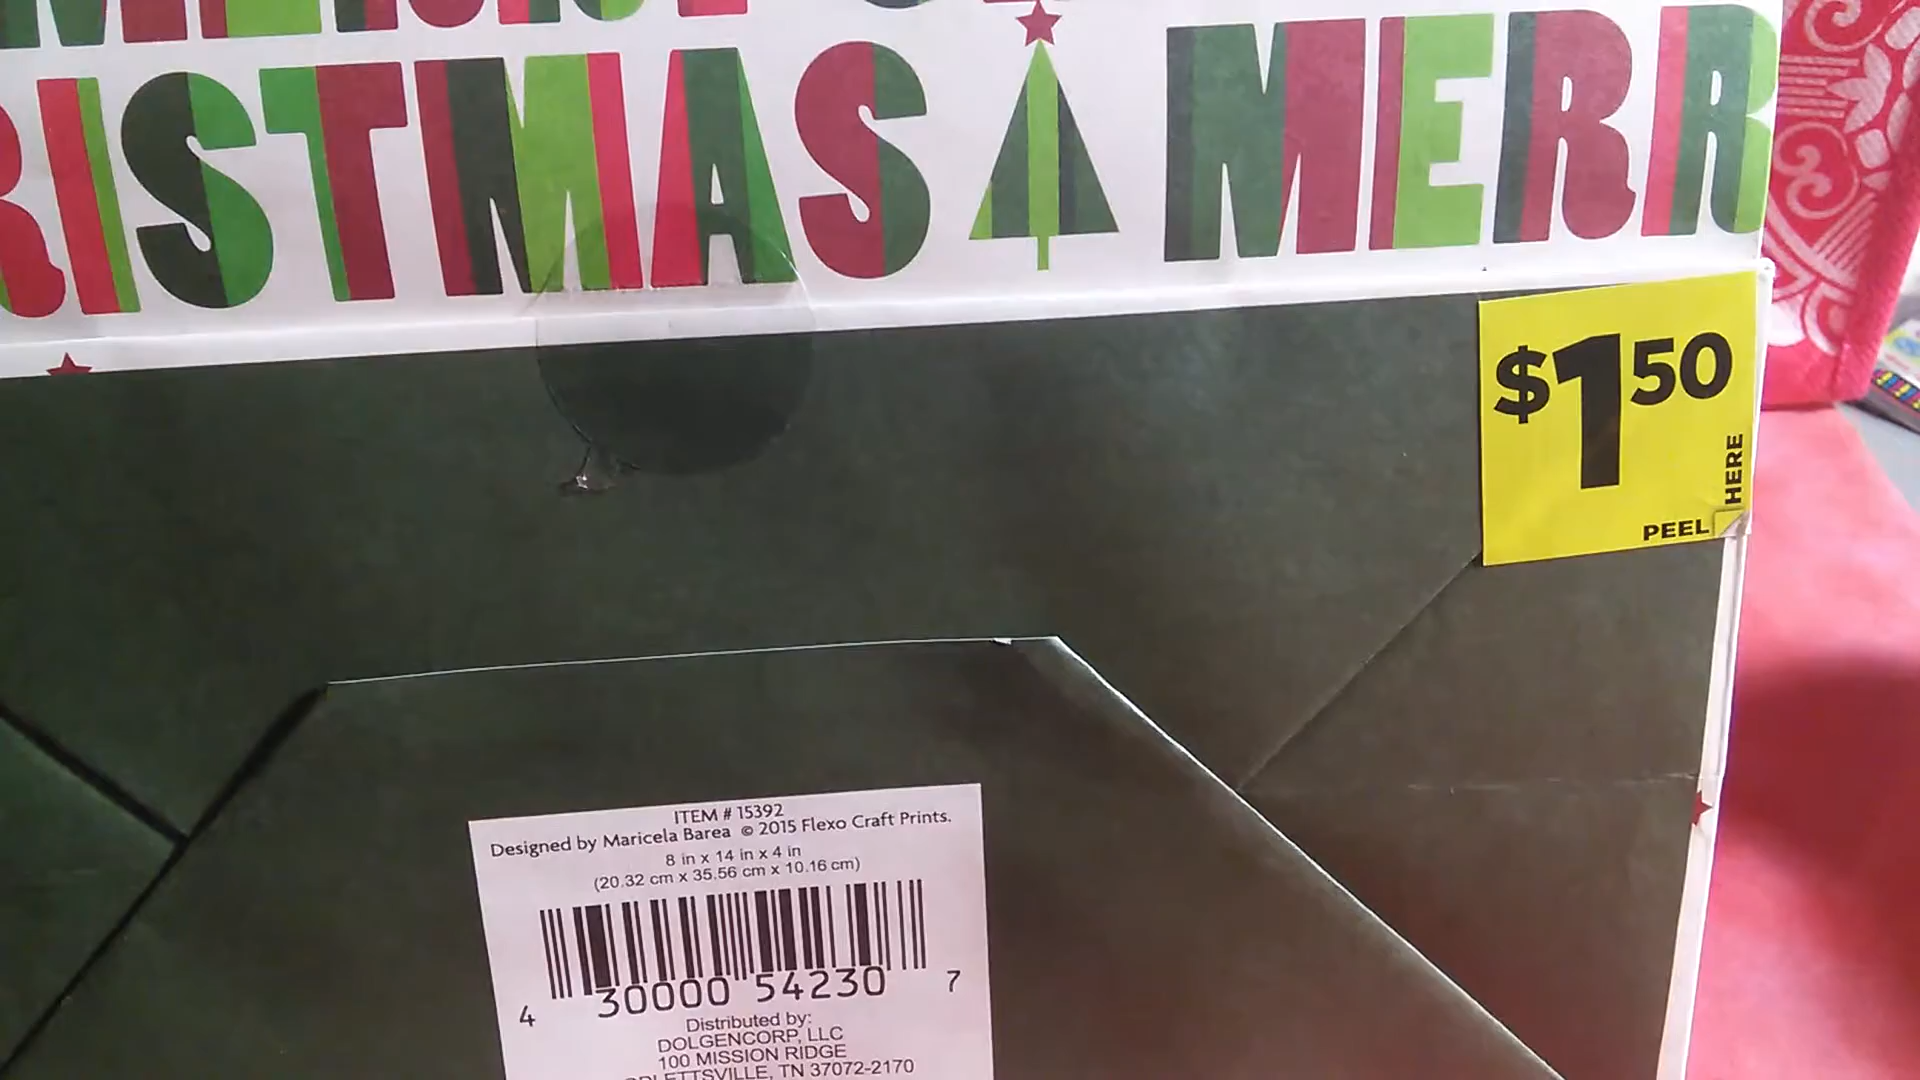 MERRY
RISTMAS MERR
$1 50
PEEL HERE
ITEM # 15392
Designed by Maricela Barea © 2015 Flexo Craft Prints.
8 in x 14 in x 4 in
(20.32 cm x 35.56 cm x 10.16 cm)
4 30000 54230 7
Distributed by:
DOLGENCORP, LLC
100 MISSION RIDGE
TN 37072-2170